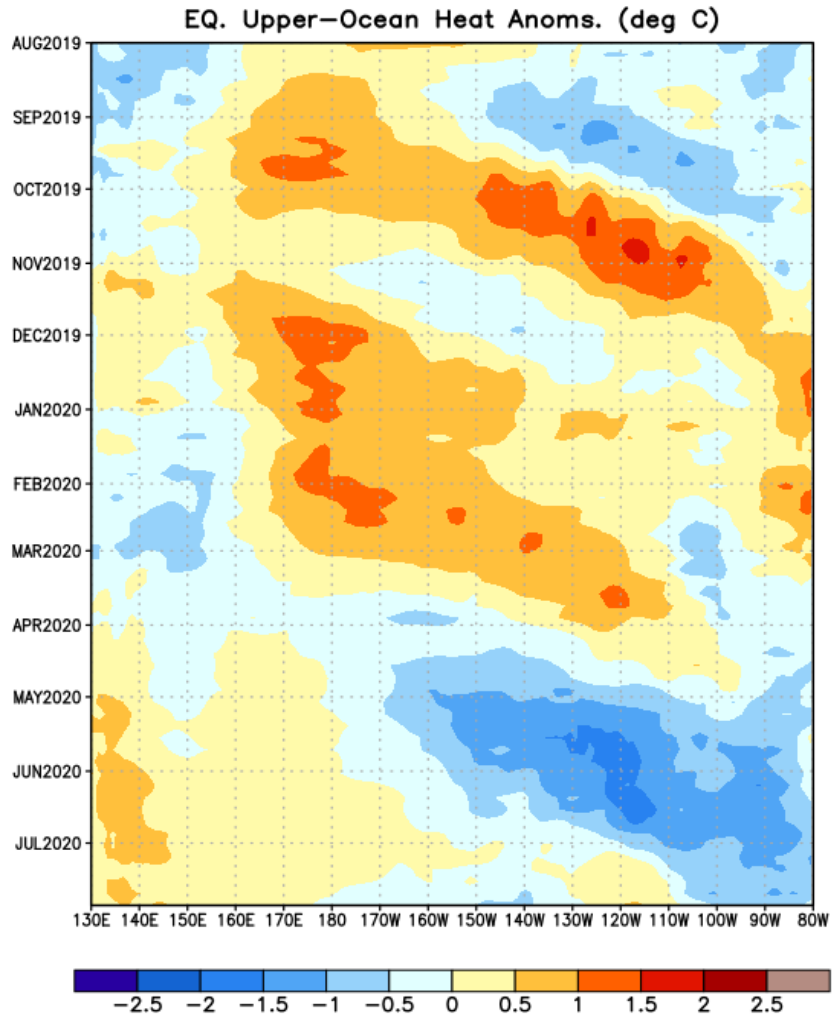 EQ. Upper−Ocean Heat Anoms. (deg C)
AUG2019
SEP2019
OCT2019
NOV2019
DEC2019
JAN2020
FEB2020
MAR2020
APR2020
MAY2020
JUN2020
JUL2020
130E 140E 150E 160E 170E 180 170W 160W 150W 140W 130W 120W 110W 100W 90W 80W
−2.5 −2 −1.5 −1 −0.5 0 0.5 1 1.5 2 2.5